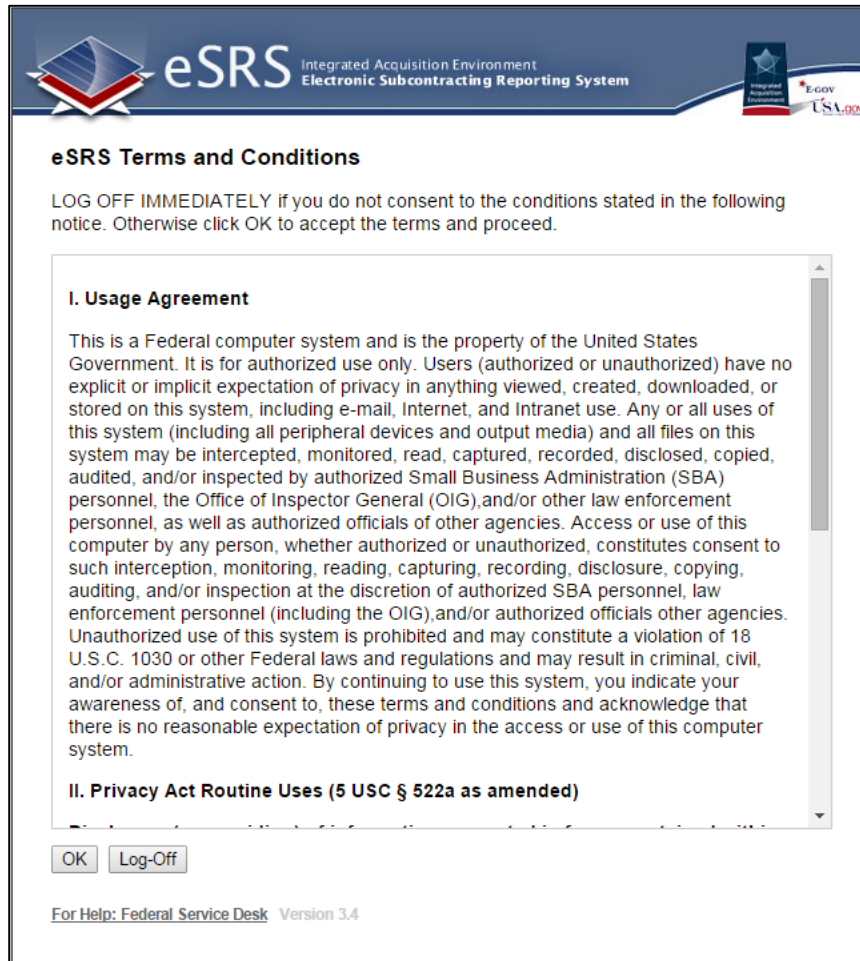 eSRS Integrated Acquisition Environment
Electronic Subcontracting Reporting System
Integrated
Acquisition
Environment
E-GOV
USA.gov
eSRS Terms and Conditions
LOG OFF IMMEDIATELY if you do not consent to the conditions stated in the following
notice. Otherwise click OK to accept the terms and proceed.
I. Usage Agreement
This is a Federal computer system and is the property of the United States
Government. It is for authorized use only. Users (authorized or unauthorized) have no
explicit or implicit expectation of privacy in anything viewed, created, downloaded, or
stored on this system, including e-mail, Internet, and Intranet use. Any or all uses of
this system (including all peripheral devices and output media) and all files on this
system may be intercepted, monitored, read, captured, recorded, disclosed, copied,
audited, and/or inspected by authorized Small Business Administration (SBA)
personnel, the Office of Inspector General (OIG),and/or other law enforcement
personnel, as well as authorized officials of other agencies. Access or use of this
computer by any person, whether authorized or unauthorized, constitutes consent to
such interception, monitoring, reading, capturing, recording, disclosure, copying,
auditing, and/or inspection at the discretion of authorized SBA personnel, law
enforcement personnel (including the OIG),and/or authorized officials other agencies.
Unauthorized use of this system is prohibited and may constitute a violation of 18
U.S.C. 1030 or other Federal laws and regulations and may result in criminal, civil,
and/or administrative action. By continuing to use this system, you indicate your
awareness of, and consent to, these terms and conditions and acknowledge that
there is no reasonable expectation of privacy in the access or use of this computer
system.
II. Privacy Act Routine Uses (5 USC § 522a as amended)
OK Log-Off
For Help: Federal Service Desk Version 3.4